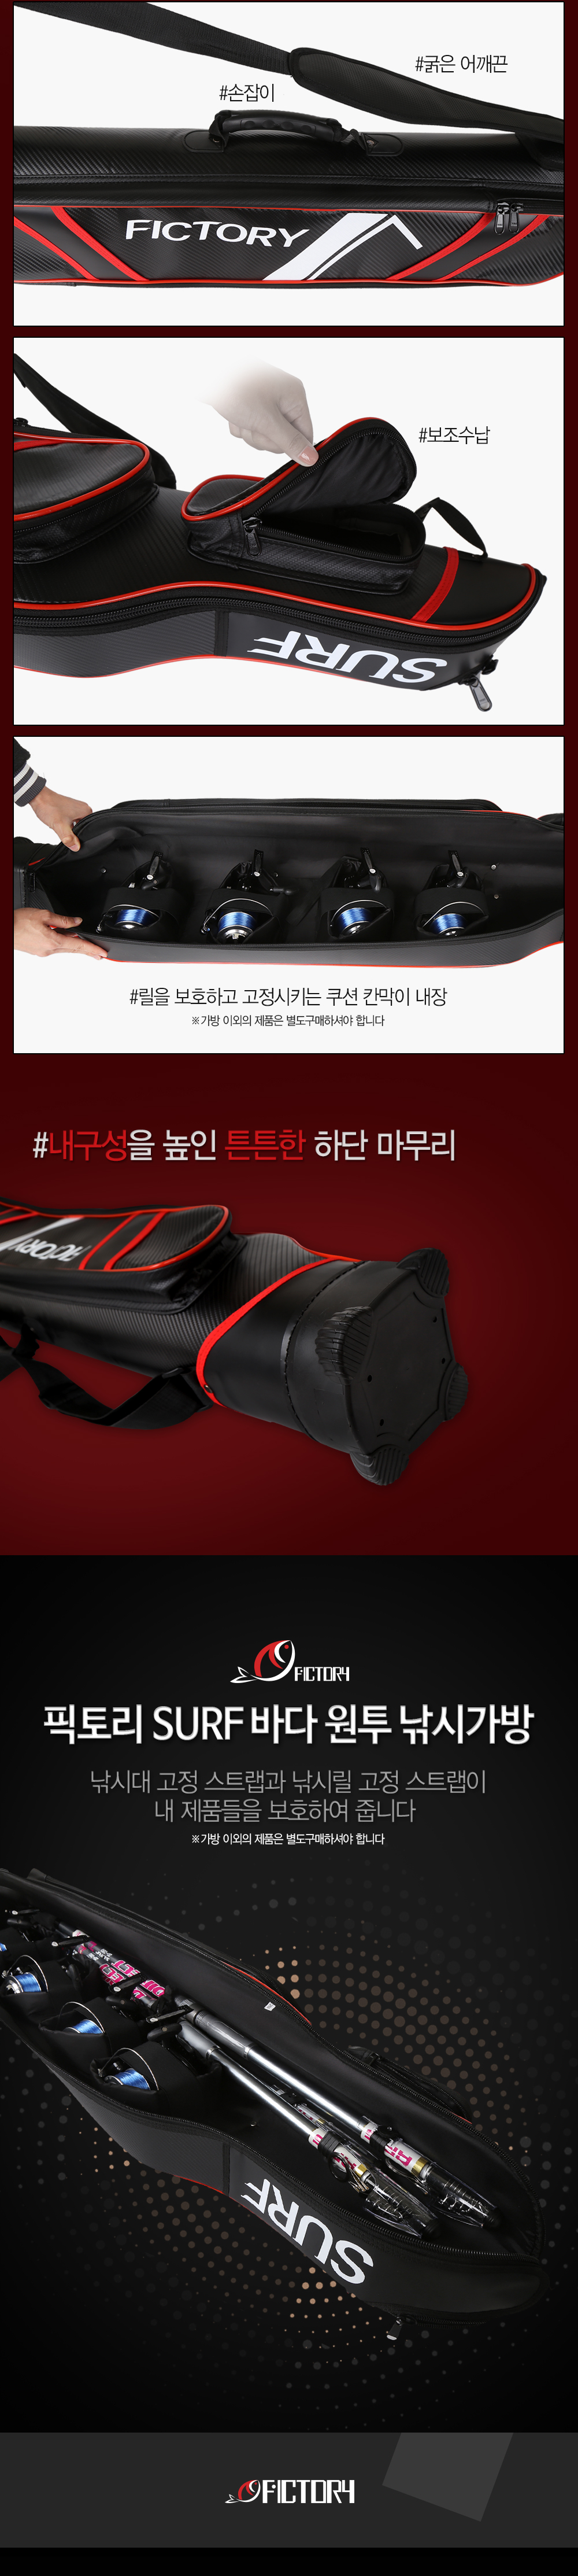 #굵은 어깨끈
#손잡이
FICTORY
#보조수납
SURF
#릴을 보호하고 고정시키는 쿠션 칸막이 내장
※가방 이외의 제품은 별도구매하셔야 합니다
#내구성을 높인 튼튼한 하단 마무리
FICTORY
픽토리 SURF 바다 원투 낚시가방
낚시대 고정 스트랩과 낚시릴 고정 스트랩이
내 제품들을 보호하여 줍니다
※가방 이외의 제품은 별도구매하셔야 합니다
SURF
FICTORY